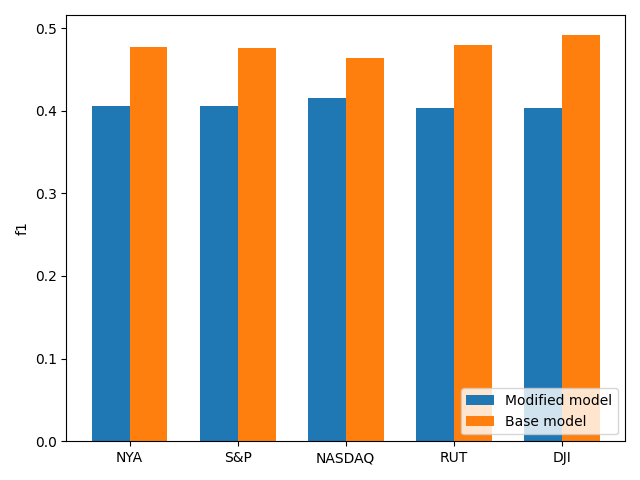 0.5
0.4
0.3
0.2
0.1
0.0
f1
NYA
S&P
NASDAQ
RUT
DJI
Modified model
Base model